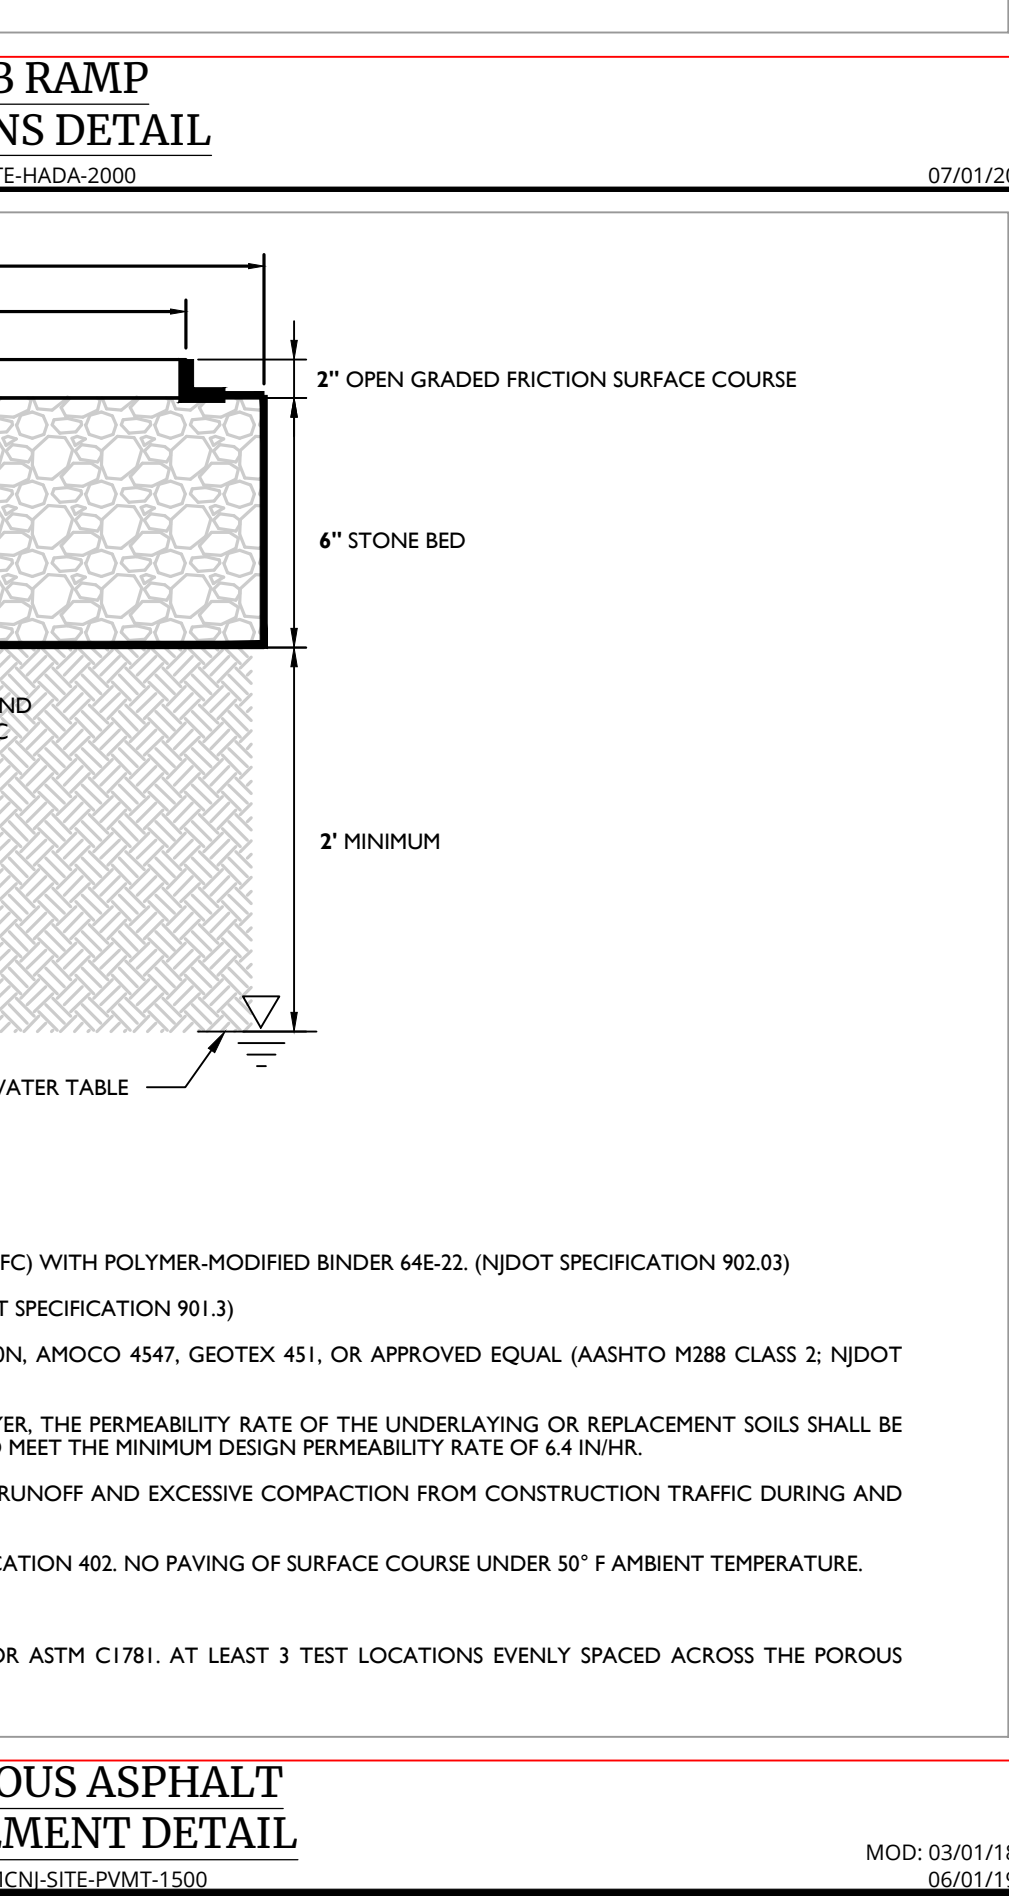 B RAMP
NS DETAIL
TE-HADA-2000
07/01/20
2" OPEN GRADED FRICTION SURFACE COURSE
6" STONE BED
ND
C
2' MINIMUM
WATER TABLE
FC) WITH POLYMER-MODIFIED BINDER 64E-22. (NJDOT SPECIFICATION 902.03)
T SPECIFICATION 901.3)
0N, AMOCO 4547, GEOTEX 451, OR APPROVED EQUAL (AASHTO M288 CLASS 2; NJDOT
YER, THE PERMEABILITY RATE OF THE UNDERLAYING OR REPLACEMENT SOILS SHALL BE
O MEET THE MINIMUM DESIGN PERMEABILITY RATE OF 6.4 IN/HR.
RUNOFF AND EXCESSIVE COMPACTION FROM CONSTRUCTION TRAFFIC DURING AND
CATION 402. NO PAVING OF SURFACE COURSE UNDER 50° F AMBIENT TEMPERATURE.
OR ASTM C1781. AT LEAST 3 TEST LOCATIONS EVENLY SPACED ACROSS THE POROUS
OUS ASPHALT
EMENT DETAIL
MCNJ-SITE-PVMT-1500
MOD: 03/01/18
06/01/19